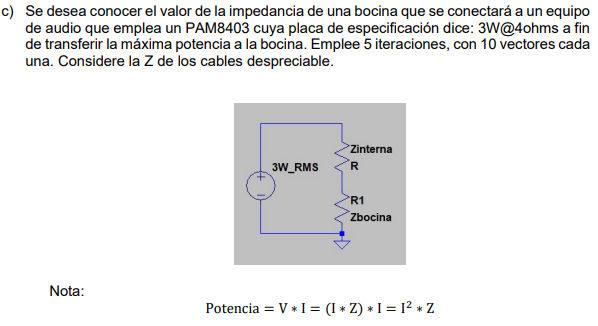 c) Se desea conocer el valor de la impedancia de una bocina que se conectará a un equipo
de audio que emplea un PAM8403 cuya placa de especificación dice: 3W@4ohms a fin
de transferir la máxima potencia a la bocina. Emplee 5 iteraciones, con 10 vectores cada
una. Considere la Z de los cables despreciable.
Zinterna
3W_RMS
R
R1
Zbocina
Nota:
Potencia = V * I = (I * Z) * I = I² * Z